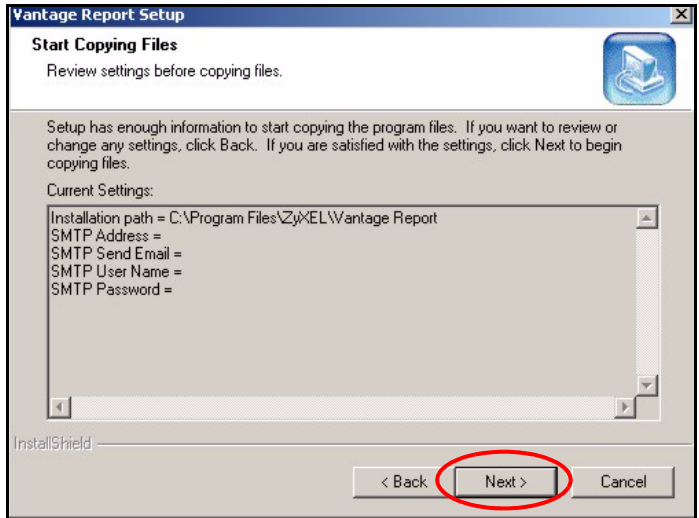 Vantage Report Setup
Start Copying Files
Review settings before copying files.
Setup has enough information to start copying the program files. If you want to review or
change any settings, click Back. If you are satisfied with the settings, click Next to begin
copying files.
Current Settings:
Installation path = C:\Program Files\ZyXEL\Vantage Report
SMTP Address =
SMTP Send Email =
SMTP User Name =
SMTP Password =
InstallShield
< Back Next > Cancel